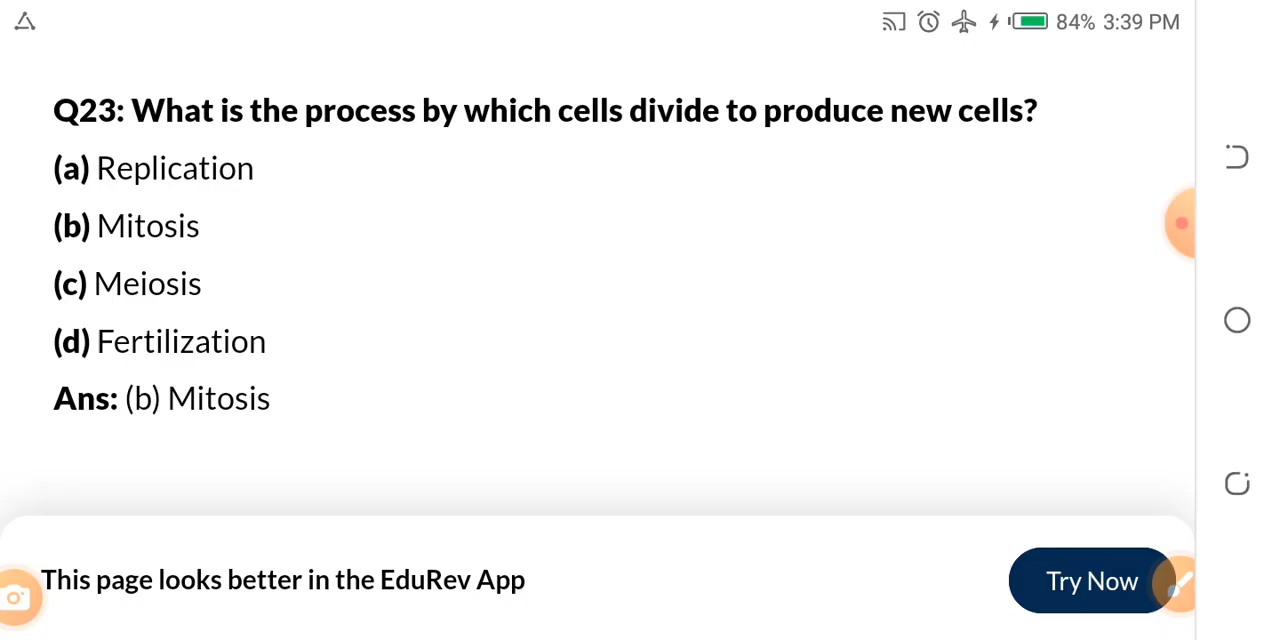 84% 3:39 PM
Q23: What is the process by which cells divide to produce new cells?
(a) Replication
(b) Mitosis
(c) Meiosis
(d) Fertilization
Ans: (b) Mitosis
This page looks better in the EduRev App
Try Now